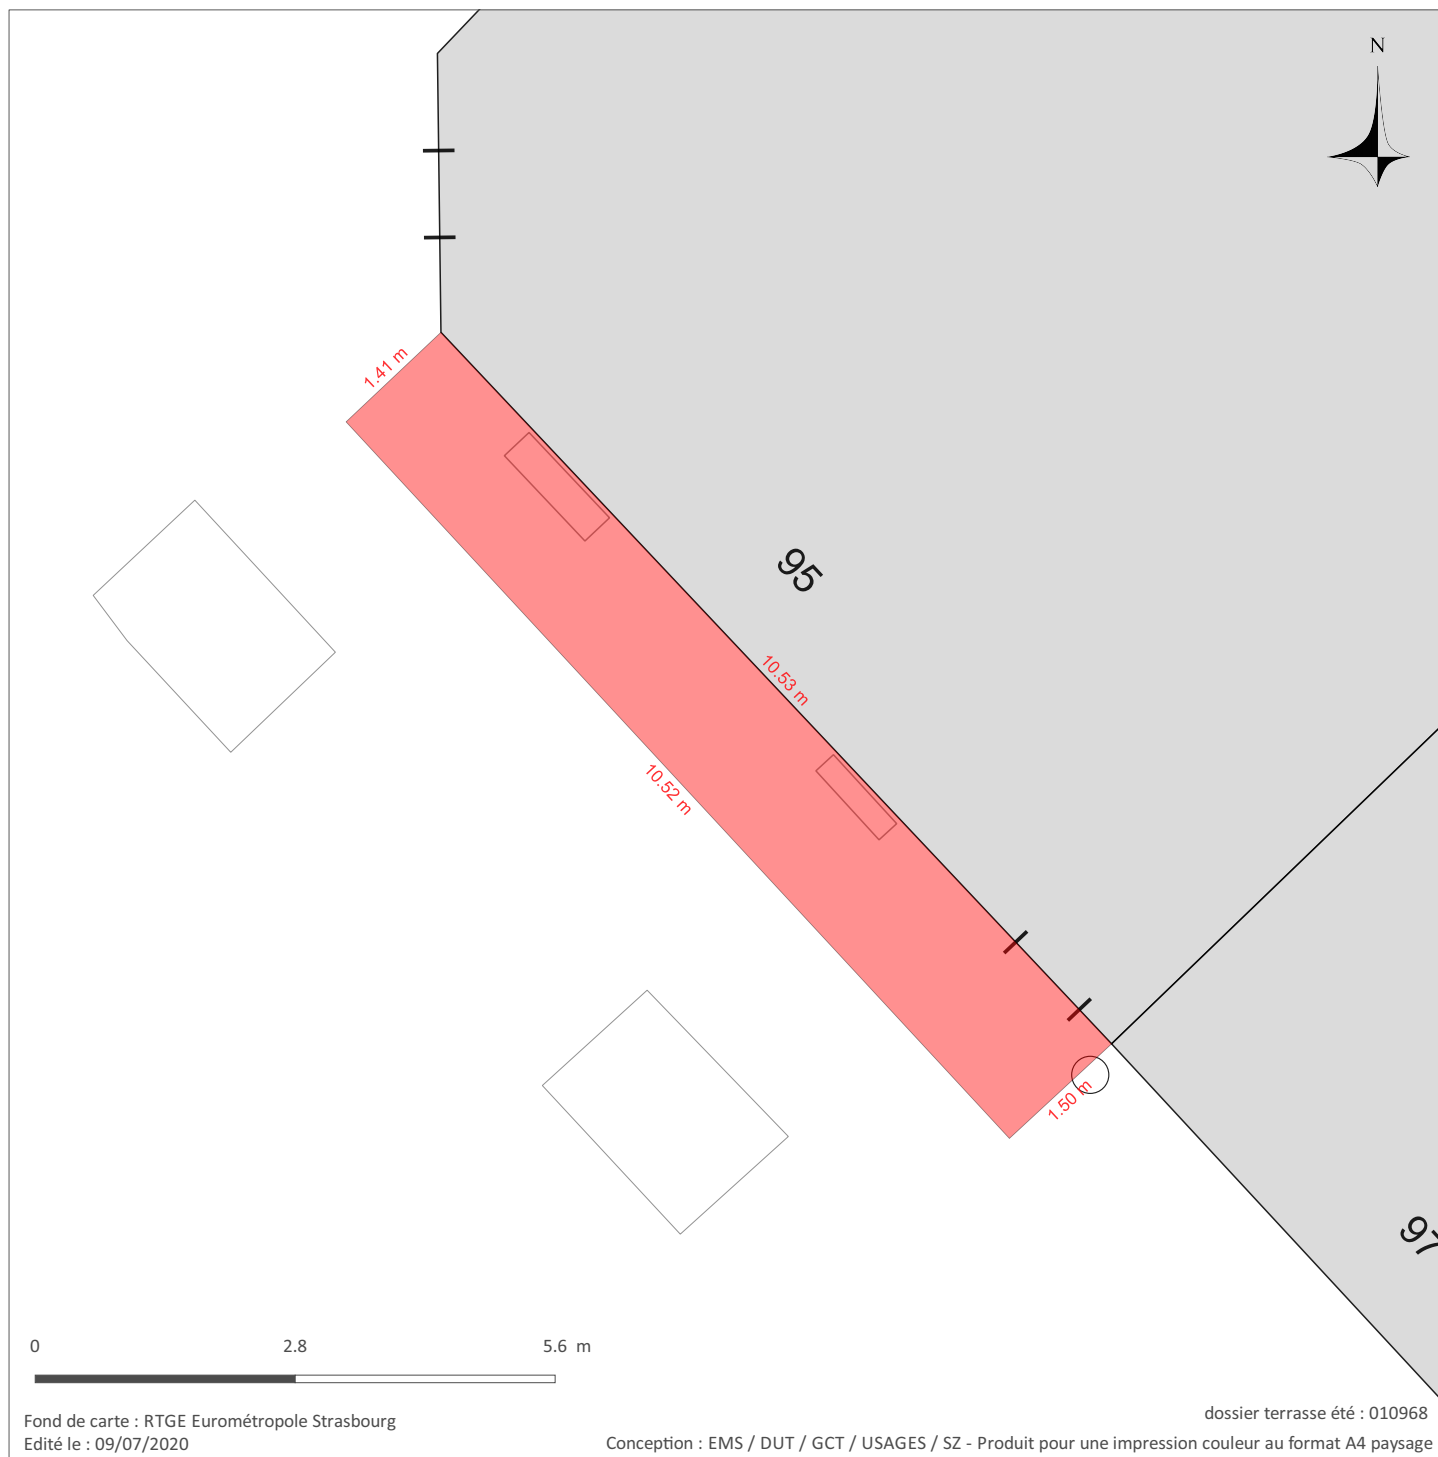 N
1.41 m
95
10.53 m
10.52 m
1.50 m
97
0 2.8 5.6 m
Fond de carte : RTGE Eurométropole Strasbourg
Edité le : 09/07/2020
dossier terrasse été : 010968
Conception : EMS / DUT / GCT / USAGES / SZ - Produit pour une impression couleur au format A4 paysage